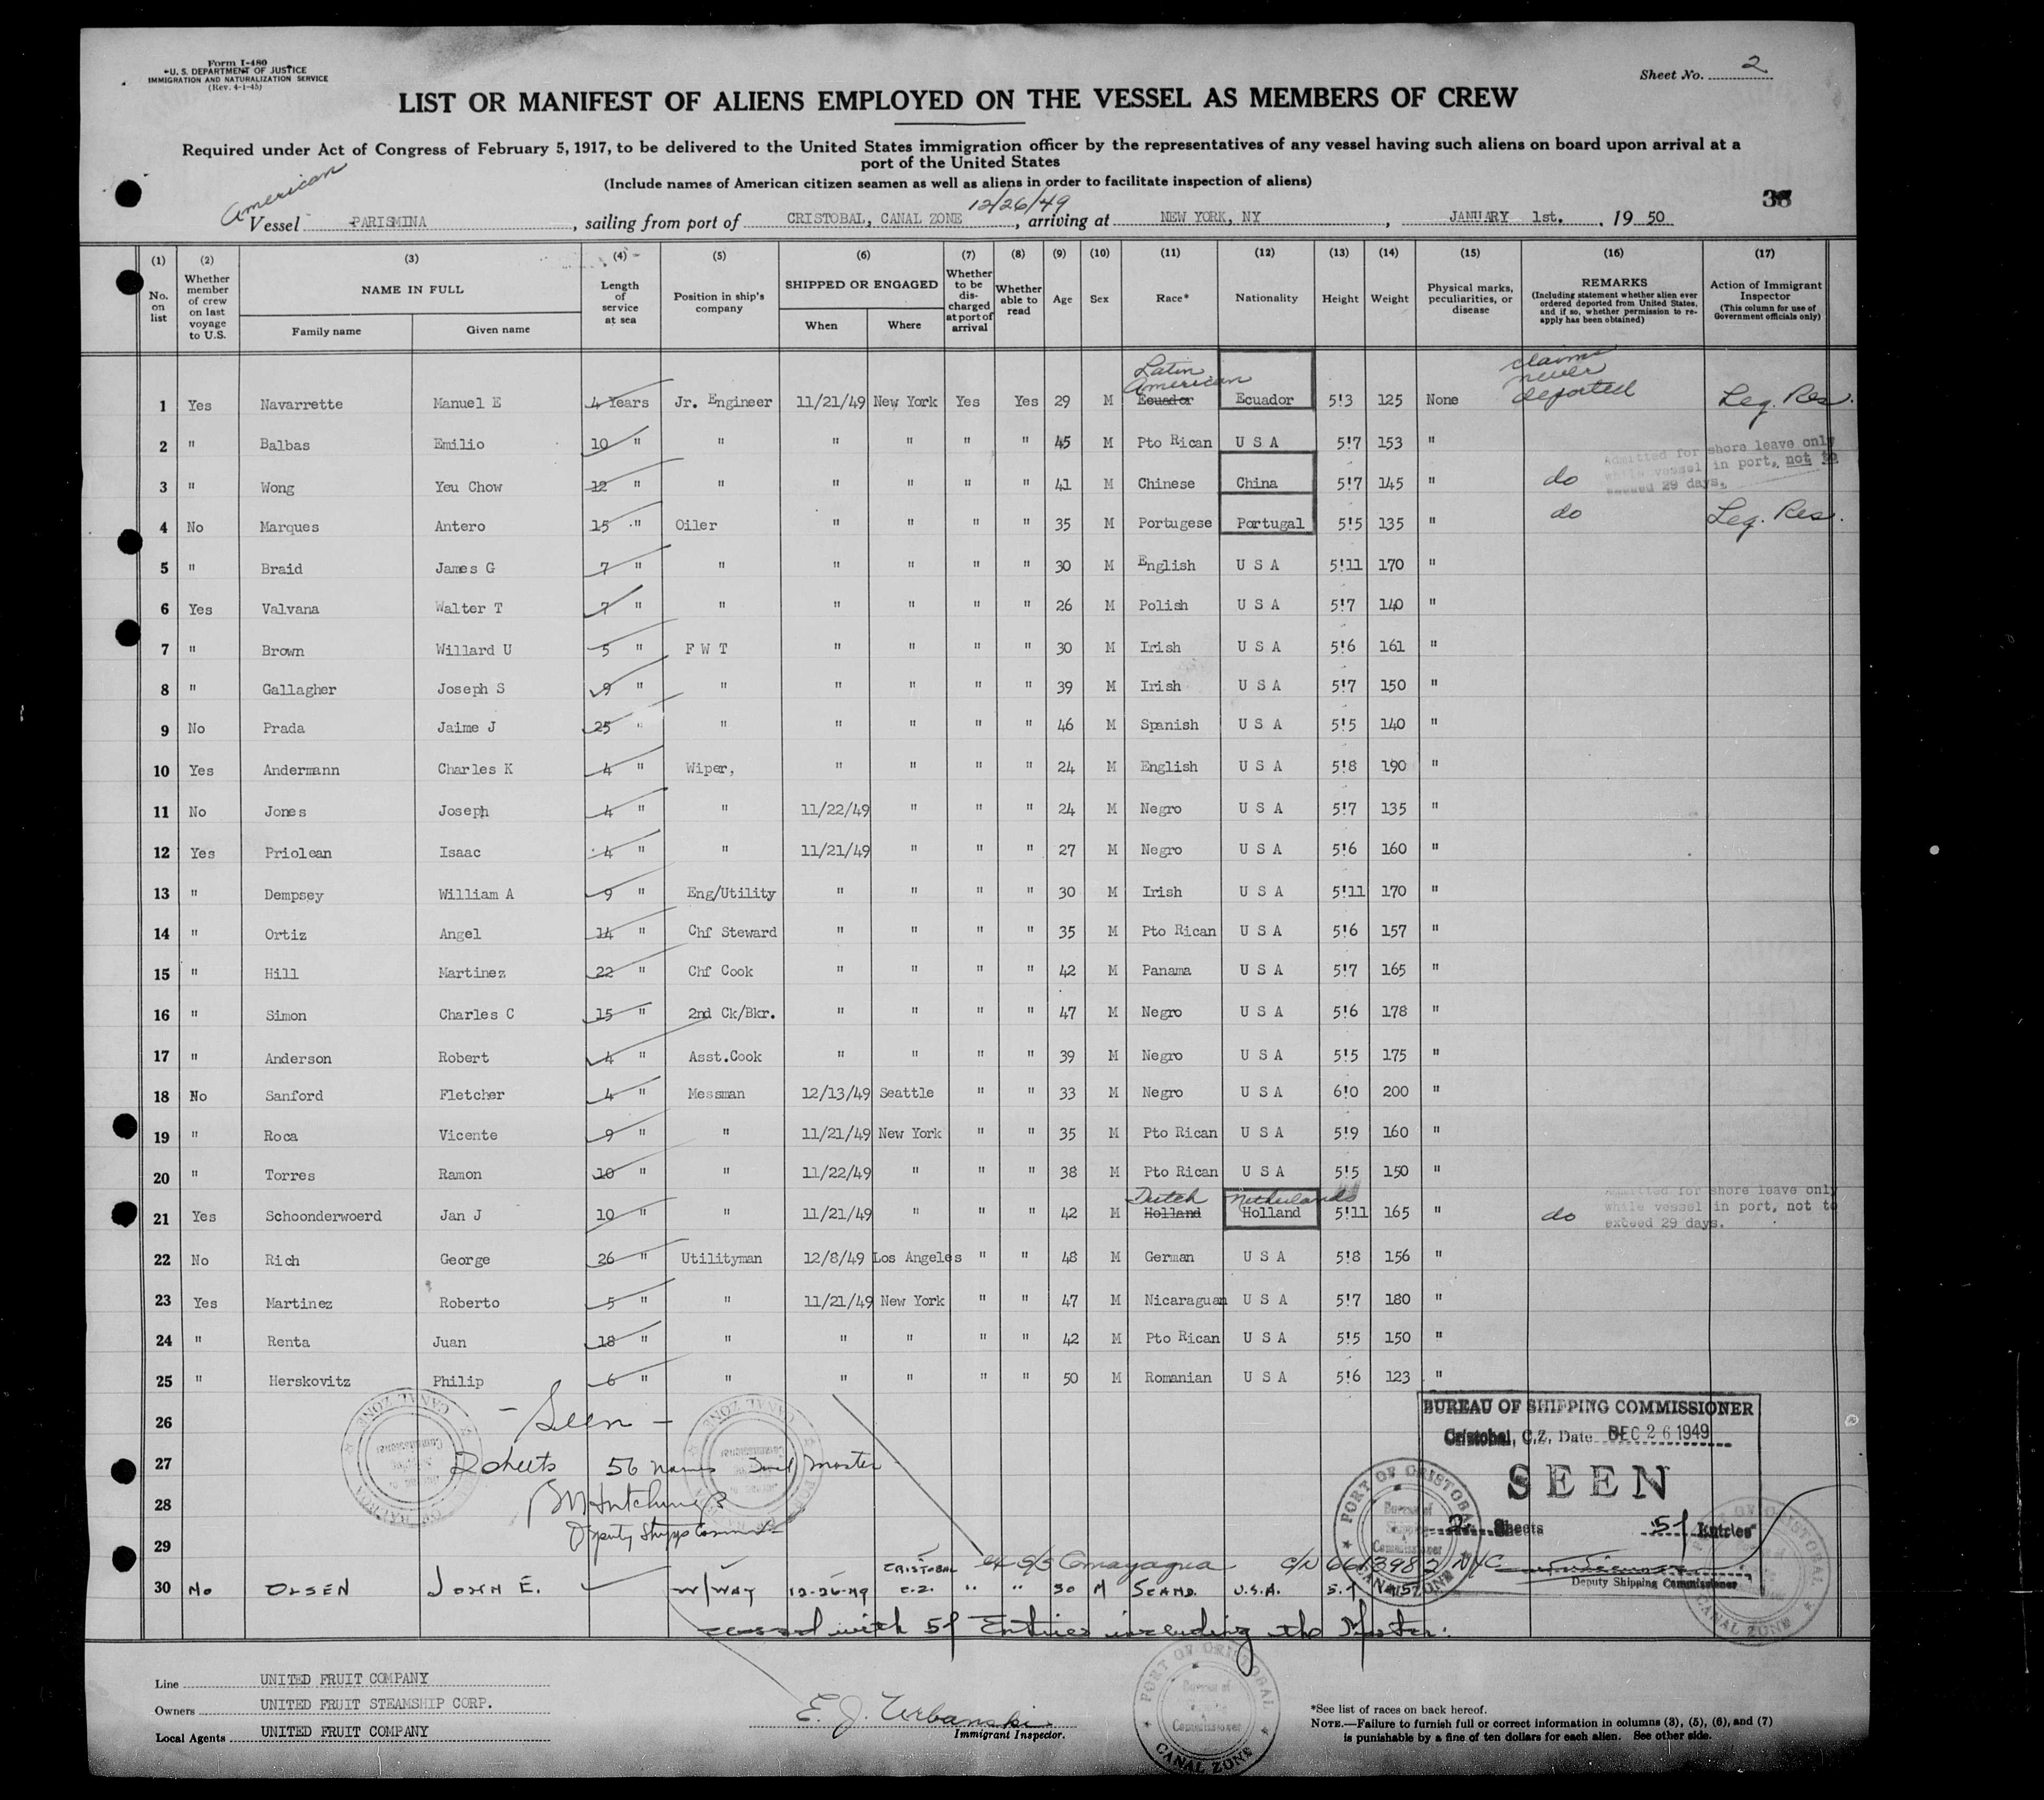 Form I-480
U. S. DEPARTMENT OF JUSTICE
IMMIGRATION AND NATURALIZATION SERVICE
(Rev. 4-1-45)
Sheet No. 2
LIST OR MANIFEST OF ALIENS EMPLOYED ON THE VESSEL AS MEMBERS OF CREW
Required under Act of Congress of February 5, 1917, to be delivered to the United States immigration officer by the representatives of any vessel having such aliens on board upon arrival at a
port of the United States
(Include names of American citizen seamen as well as aliens in order to facilitate inspection of aliens)
American
12/26/49
Vessel PARISMINA, sailing from port of CRISTOBAL, CANAL ZONE, arriving at NEW YORK, NY, JANUARY 1st., 19 50
(1) No. on list
(2) Whether member of crew on last voyage to U.S.
(3) NAME IN FULL Family name Given name
(4) Length of service at sea
(5) Position in ship's company
(6) SHIPPED OR ENGAGED When Where
(7) Whether to be discharged at port of arrival
(8) Whether able to read
(9) Age
(10) Sex
(11) Race*
(12) Nationality
(13) Height
(14) Weight
(15) Physical marks, peculiarities, or disease
(16) REMARKS (Including statement whether alien ever ordered deported from United States, and if so, whether permission to re-apply has been obtained)
(17) Action of Immigrant Inspector (This column for use of Government officials only)
Latin American
claims never deported
1 Yes Navarrette Manuel E 4 Years Jr. Engineer 11/21/49 New York Yes Yes 29 M Ecuador Ecuador 5!3 125 None Leg. Res.
2 " Balbas Emilio 10 " " " " " " 45 M Pto Rican U S A 5!7 153 "
Admitted for shore leave only
while vessel in port, not to
exceed 29 days.
3 " Wong Yeu Chow 12 " " " " " " 41 M Chinese China 5!7 145 " do
4 No Marques Antero 15 " Oiler " " " " 35 M Portugese Portugal 5!5 135 " do Leg. Res.
5 " Braid James G 7 " " " " " " 30 M English U S A 5!11 170 "
6 Yes Valvana Walter T 7 " " " " " " 26 M Polish U S A 5!7 140 "
7 " Brown Willard U 5 " F W T " " " " 30 M Irish U S A 5!6 161 "
8 " Gallagher Joseph S 9 " " " " " " 39 M Irish U S A 5!7 150 "
9 No Prada Jaime J 25 " " " " " " 46 M Spanish U S A 5!5 140 "
10 Yes Andermann Charles K 4 " Wiper, " " " " 24 M English U S A 5!8 190 "
11 No Jones Joseph 4 " " 11/22/49 " " " 24 M Negro U S A 5!7 135 "
12 Yes Priolean Isaac 4 " " 11/21/49 " " " 27 M Negro U S A 5!6 160 "
13 " Dempsey William A 9 " Eng/Utility " " " " 30 M Irish U S A 5!11 170 "
14 " Ortiz Angel 14 " Chf Steward " " " " 35 M Pto Rican U S A 5!6 157 "
15 " Hill Martinez 22 " Chf Cook " " " " 42 M Panama U S A 5!7 165 "
16 " Simon Charles C 15 " 2nd Ck/Bkr. " " " " 47 M Negro U S A 5!6 178 "
17 " Anderson Robert 4 " Asst.Cook " " " " 39 M Negro U S A 5!5 175 "
18 No Sanford Fletcher 4 " Messman 12/13/49 Seattle " " 33 M Negro U S A 6!0 200 "
19 " Roca Vicente 9 " " 11/21/49 New York " " 35 M Pto Rican U S A 5!9 160 "
20 " Torres Ramon 10 " " 11/22/49 " " " 38 M Pto Rican U S A 5!5 150 "
Dutch Netherlands
Admitted for shore leave only
while vessel in port, not to
exceed 29 days.
21 Yes Schoonderwoerd Jan J 10 " " 11/21/49 " " " 42 M Holland Holland 5!11 165 " do
22 No Rich George 26 " Utilityman 12/8/49 Los Angeles " " 48 M German U S A 5!8 156 "
23 Yes Martinez Roberto 5 " " 11/21/49 New York " " 47 M Nicaraguan U S A 5!7 180 "
24 " Renta Juan 18 " " " " " " 42 M Pto Rican U S A 5!5 150 "
25 " Herskovitz Philip 6 " " " " " " 50 M Romanian U S A 5!6 123 "
26
- Seen -
BUREAU OF SHIPPING COMMISSIONER
Cristobal, C.Z. Date DEC 26 1949
27
2 sheets 56 names Incl master
SEEN
28
Hutchings
PORT OF CRISTOBAL
Bureau of Shipping Commissioner
CANAL ZONE
2 Sheets 57 Entries
Deputy Shipping Commissioner
29
ex S/S Comayagua
30 No OLSEN JOHN E. W/WAY 12-26-49 CRISTOBAL C.Z. " " 30 M SCAND. U.S.A. 5.7 157
with 57 Entries including the Master.
Line UNITED FRUIT COMPANY
Owners UNITED FRUIT STEAMSHIP CORP.
Local Agents UNITED FRUIT COMPANY
E. J. Urbanski
Immigrant Inspector.
PORT OF CRISTOBAL
Bureau of Commissioner
CANAL ZONE
*See list of races on back hereof.
NOTE.—Failure to furnish full or correct information in columns (3), (5), (6), and (7)
is punishable by a fine of ten dollars for each alien. See other side.